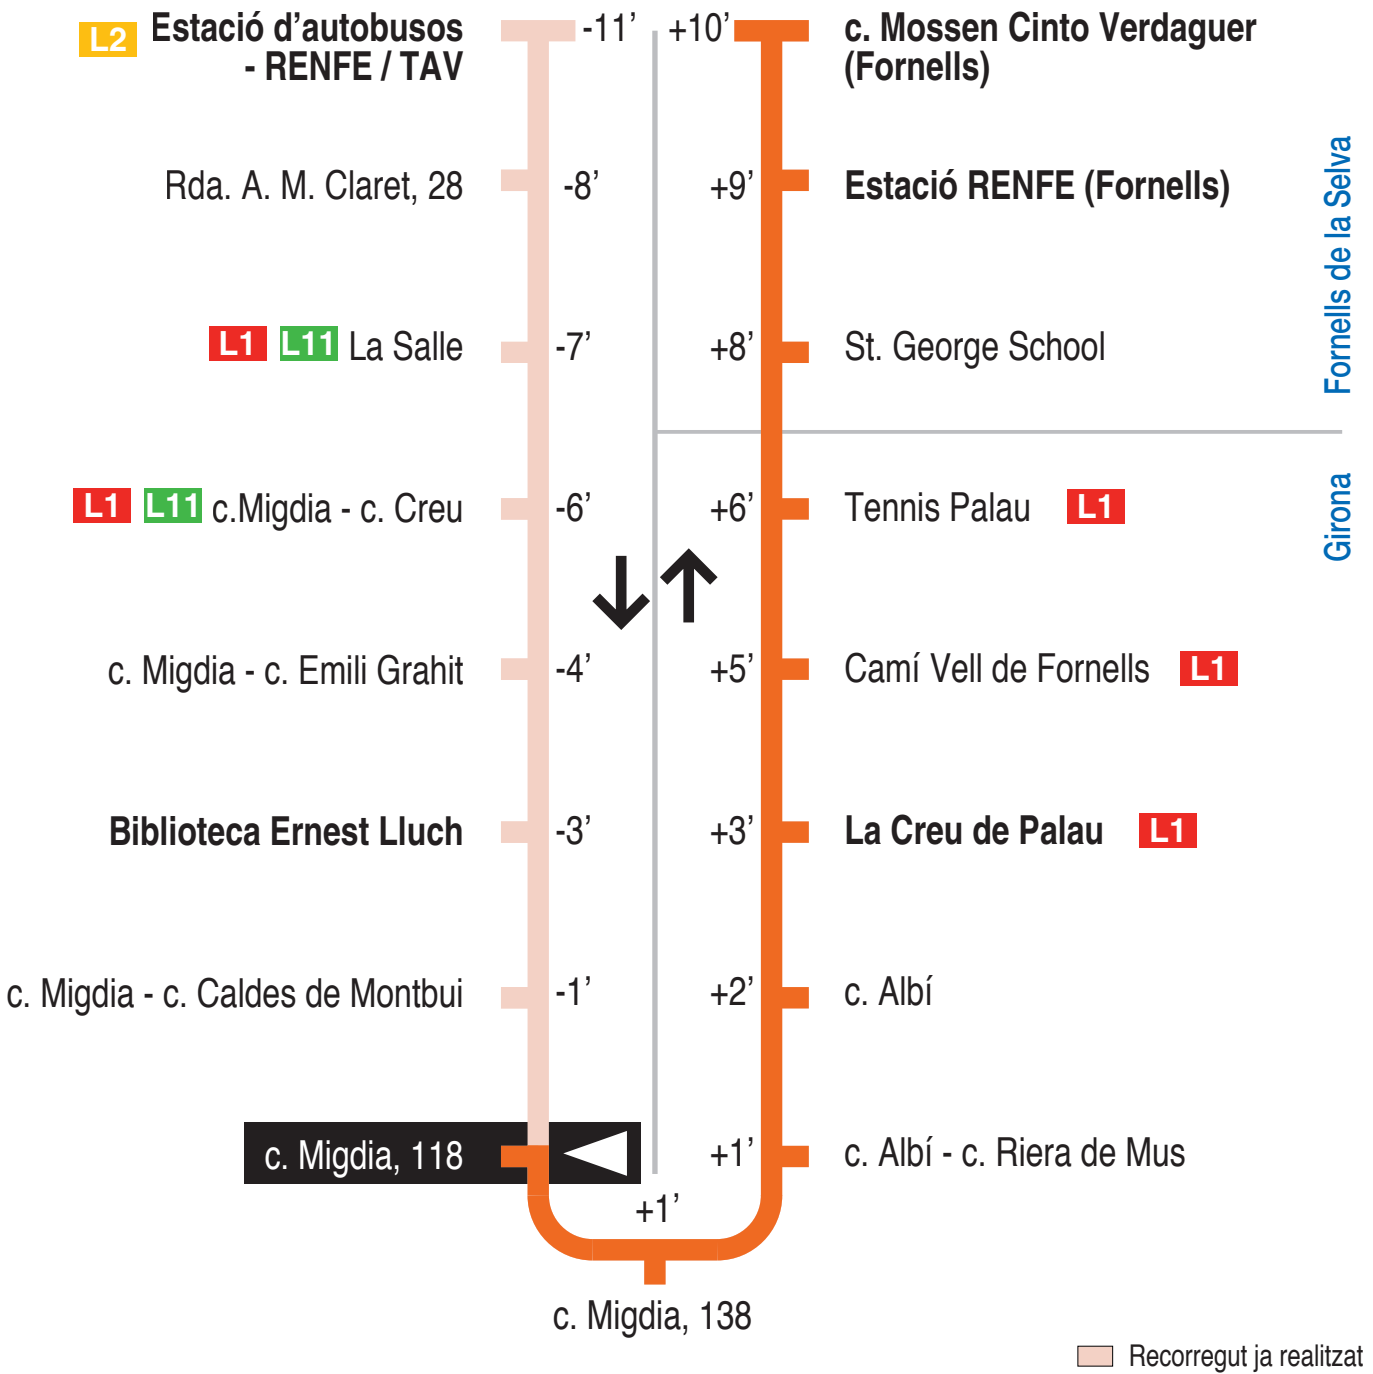 L2 Estació d’autobusos
- RENFE / TAV
-11’
+10’
c. Mossen Cinto Verdaguer
(Fornells)
Rda. A. M. Claret, 28
-8’
+9’
Estació RENFE (Fornells)
L1 L11 La Salle
-7’
+8’
St. George School
Fornells de la Selva
L1 L11 c.Migdia - c. Creu
-6’
+6’
Tennis Palau L1
Girona
c. Migdia - c. Emili Grahit
-4’
+5’
Camí Vell de Fornells L1
Biblioteca Ernest Lluch
-3’
+3’
La Creu de Palau L1
c. Migdia - c. Caldes de Montbui
-1’
+2’
c. Albí
c. Migdia, 118
+1’
c. Albí - c. Riera de Mus
+1’
c. Migdia, 138
Recorregut ja realitzat